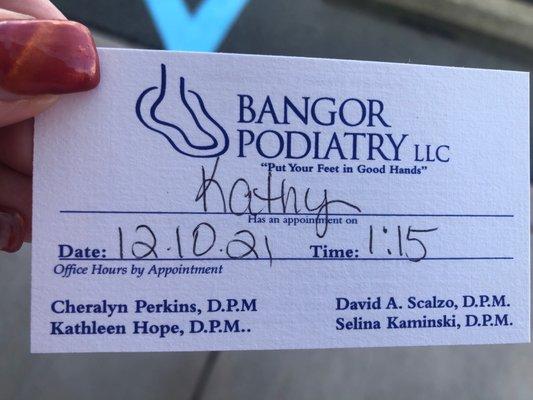 BANGOR
PODIATRY LLC
"Put Your Feet in Good Hands"
Kathy
Has an appointment on
Date: 12.10.21 Time: 1:15
Office Hours by Appointment
Cheralyn Perkins, D.P.M David A. Scalzo, D.P.M.
Kathleen Hope, D.P.M.. Selina Kaminski, D.P.M.